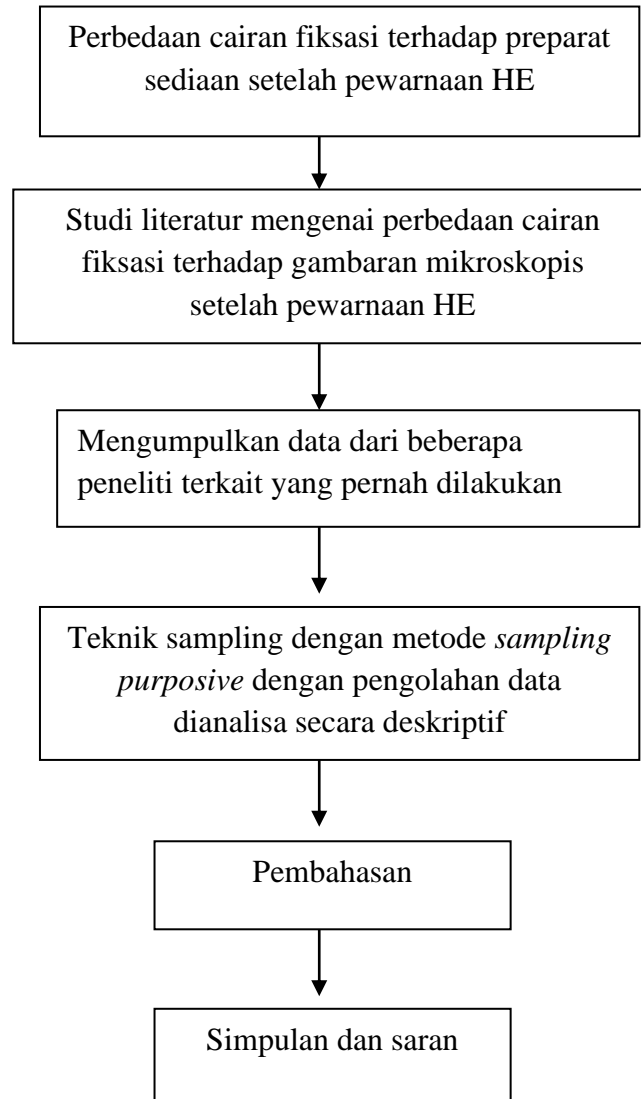 Perbedaan cairan fiksasi terhadap preparat
sediaan setelah pewarnaan HE
Studi literatur mengenai perbedaan cairan
fiksasi terhadap gambaran mikroskopis
setelah pewarnaan HE
Mengumpulkan data dari beberapa
peneliti terkait yang pernah dilakukan
Teknik sampling dengan metode sampling
purposive dengan pengolahan data
dianalisa secara deskriptif
Pembahasan
Simpulan dan saran